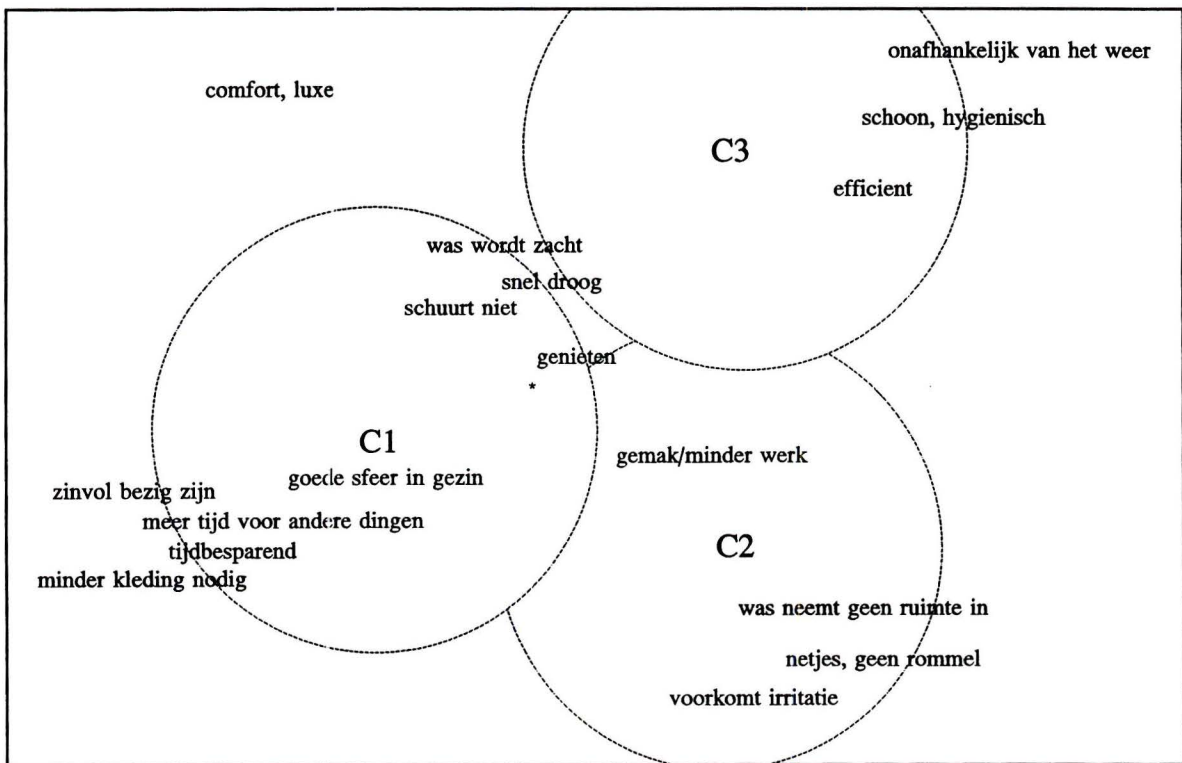 onafhankelijk van het weer
comfort, luxe
schoon, hygienisch
C3
efficient
was wordt zacht
snel droog
schuurt niet
genieten
*
C1
gemak/minder werk
goede sfeer in gezin
zinvol bezig zijn
meer tijd voor andere dingen
tijdbesparend
C2
minder kleding nodig
was neemt geen ruimte in
netjes, geen rommel
voorkomt irritatie